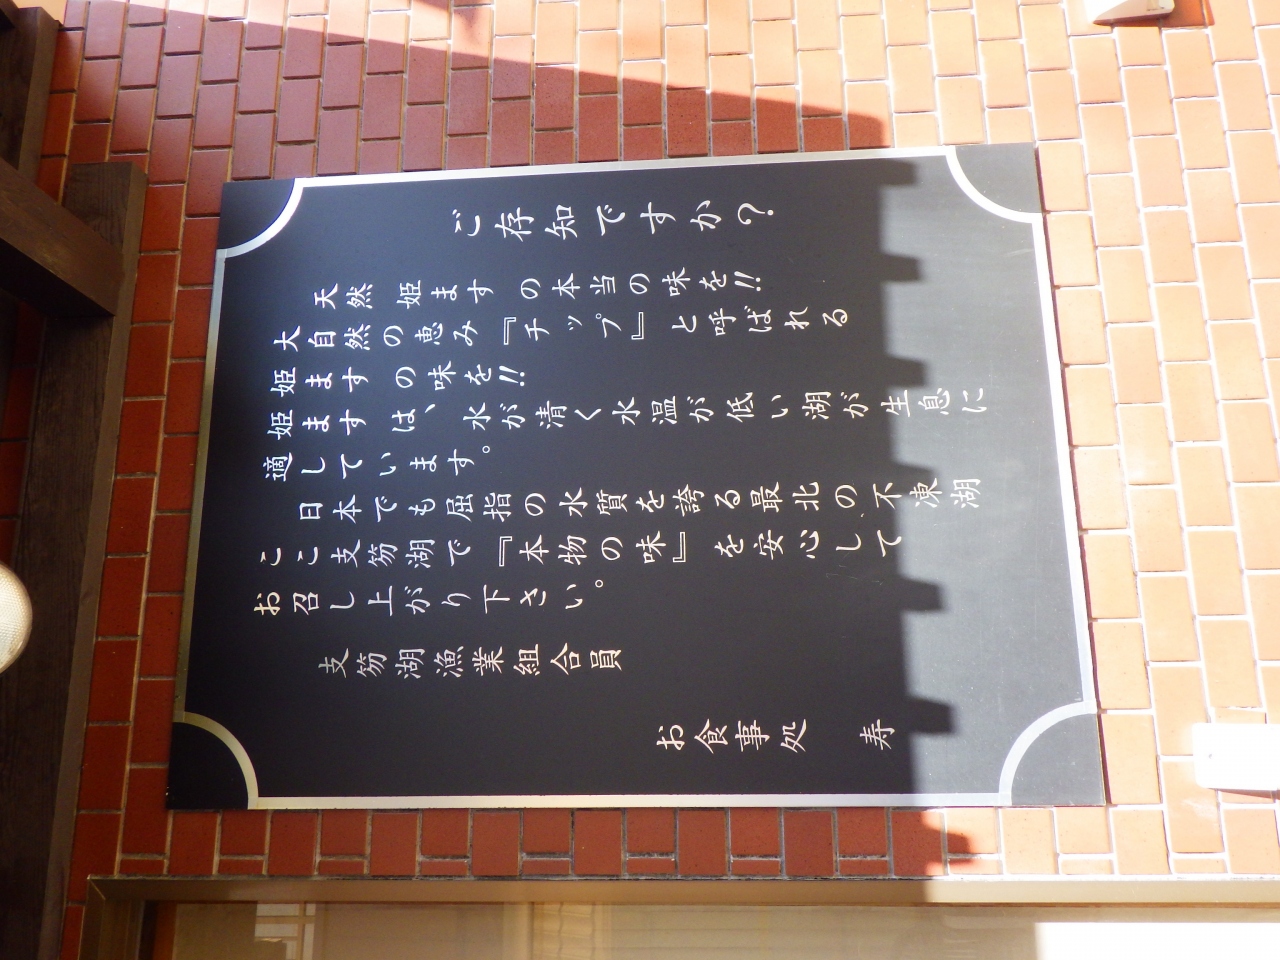 ご存知ですか?
天然 姫ます の本当の味を!!
大自然の恵み『チップ』と呼ばれる
姫ます の味を!!
姫ます は、水が清く水温が低い湖が生息に
適しています。
日本でも屈指の水質を誇る最北の不凍湖
ここ支笏湖で『本物の味』を安心して
お召し上がり下さい。
支笏湖漁業組合員
お食事処 寿